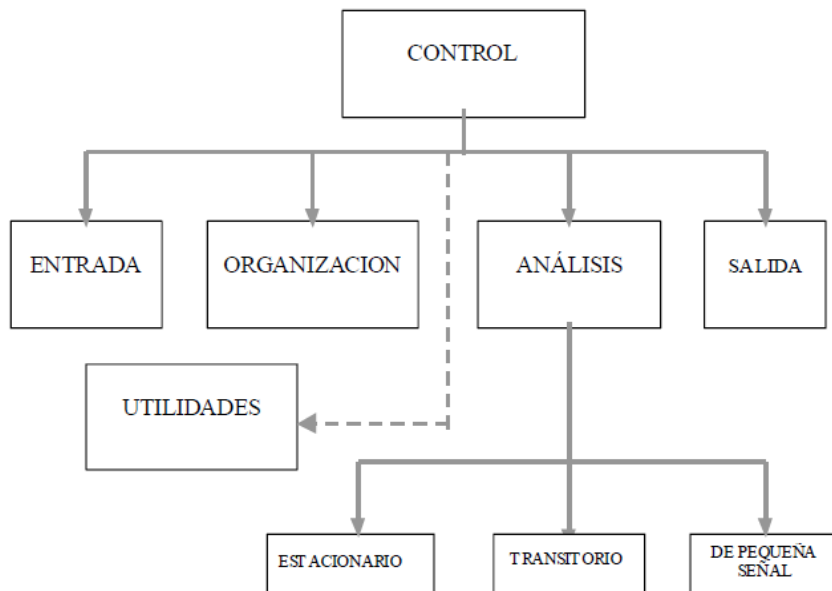 CONTROL
ENTRADA
ORGANIZACION
ANÁLISIS
SALIDA
UTILIDADES
ESTACIONARIO
TRANSITORIO
DE PEQUEÑA
SEÑAL